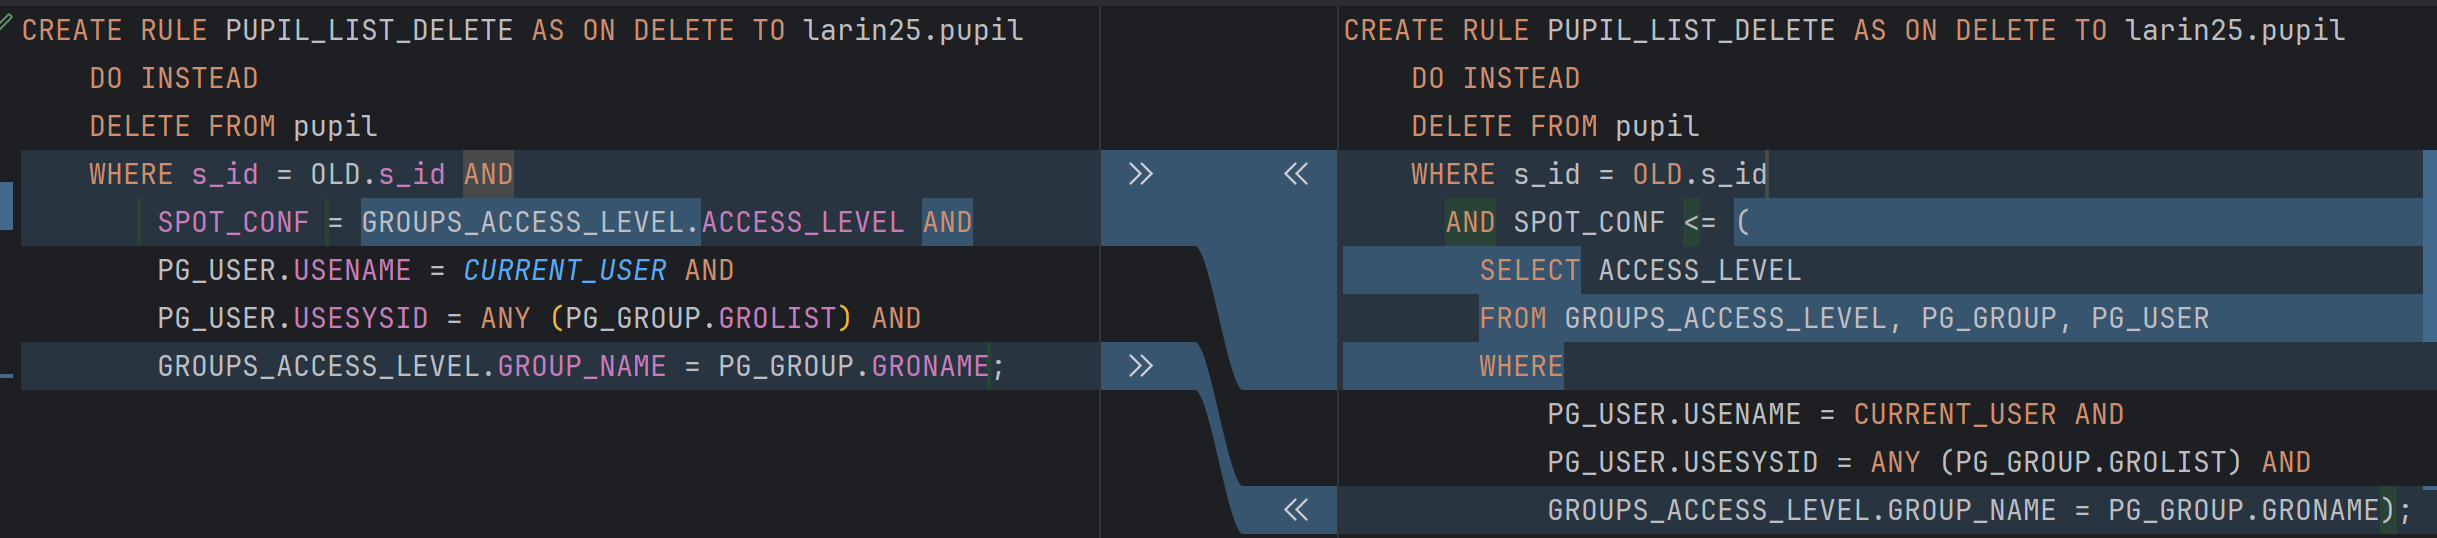 CREATE RULE PUPIL_LIST_DELETE AS ON DELETE TO larin25.pupil
DO INSTEAD
DELETE FROM pupil
WHERE s_id = OLD.s_id AND
SPOT_CONF = GROUPS_ACCESS_LEVEL.ACCESS_LEVEL AND
PG_USER.USENAME = CURRENT_USER AND
PG_USER.USESYSID = ANY (PG_GROUP.GROLIST) AND
GROUPS_ACCESS_LEVEL.GROUP_NAME = PG_GROUP.GRONAME;
CREATE RULE PUPIL_LIST_DELETE AS ON DELETE TO larin25.pupil
DO INSTEAD
DELETE FROM pupil
WHERE s_id = OLD.s_id
AND SPOT_CONF <= (
SELECT ACCESS_LEVEL
FROM GROUPS_ACCESS_LEVEL, PG_GROUP, PG_USER
WHERE
PG_USER.USENAME = CURRENT_USER AND
PG_USER.USESYSID = ANY (PG_GROUP.GROLIST) AND
GROUPS_ACCESS_LEVEL.GROUP_NAME = PG_GROUP.GRONAME);